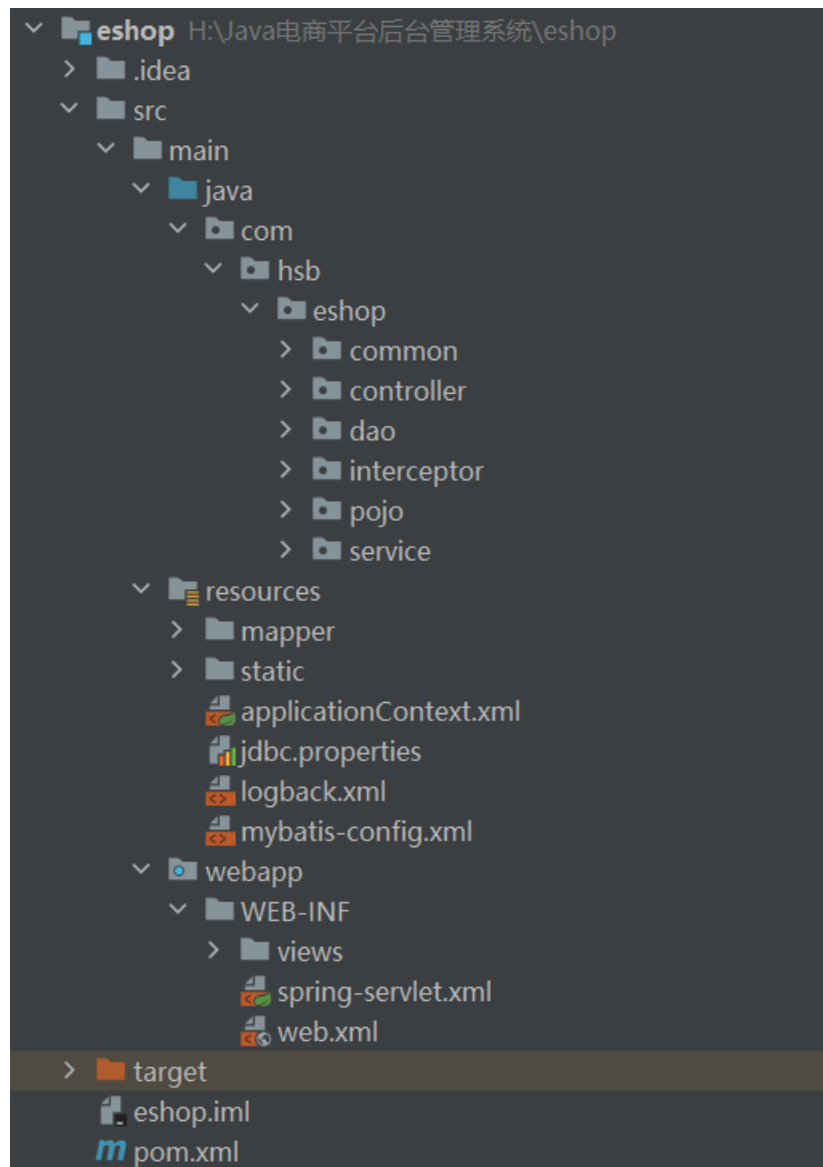 eshop H:\Java电商平台后台管理系统\eshop
.idea
src
main
java
com
hsb
eshop
common
controller
dao
interceptor
pojo
service
resources
mapper
static
applicationContext.xml
jdbc.properties
logback.xml
mybatis-config.xml
webapp
WEB-INF
views
spring-servlet.xml
web.xml
target
eshop.iml
pom.xml